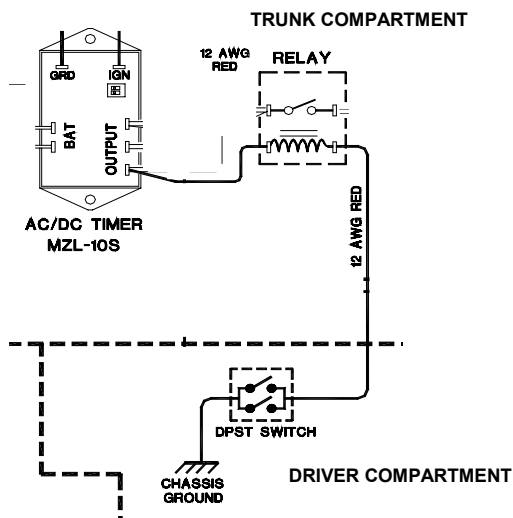 TRUNK COMPARTMENT
12 AWG
RED
RELAY
GRD
IGN
BAT
OUTPUT
AC/DC TIMER
MZL-10S
12 AWG RED
DPST SWITCH
CHASSIS
GROUND
DRIVER COMPARTMENT